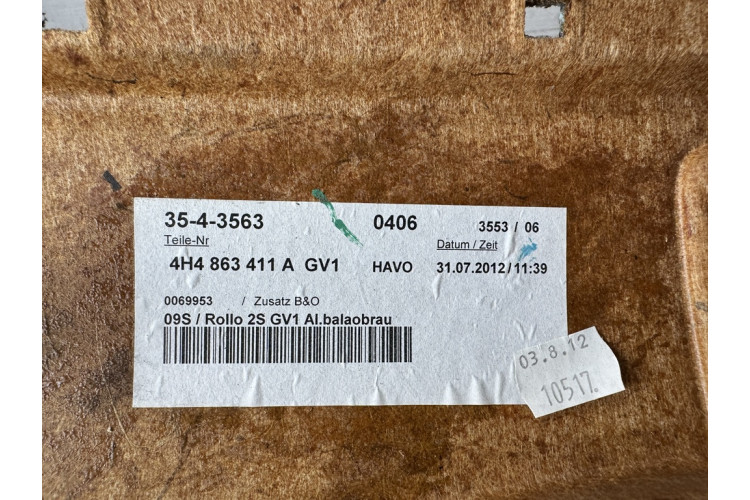 35-4-3563 0406 3553 / 06
Teile-Nr Datum / Zeit
4H4 863 411 A GV1 HAVO 31.07.2012/11:39
0069953 / Zusatz B&O
09S / Rollo 2S GV1 Al.balaobrau
03.8.12
10517.